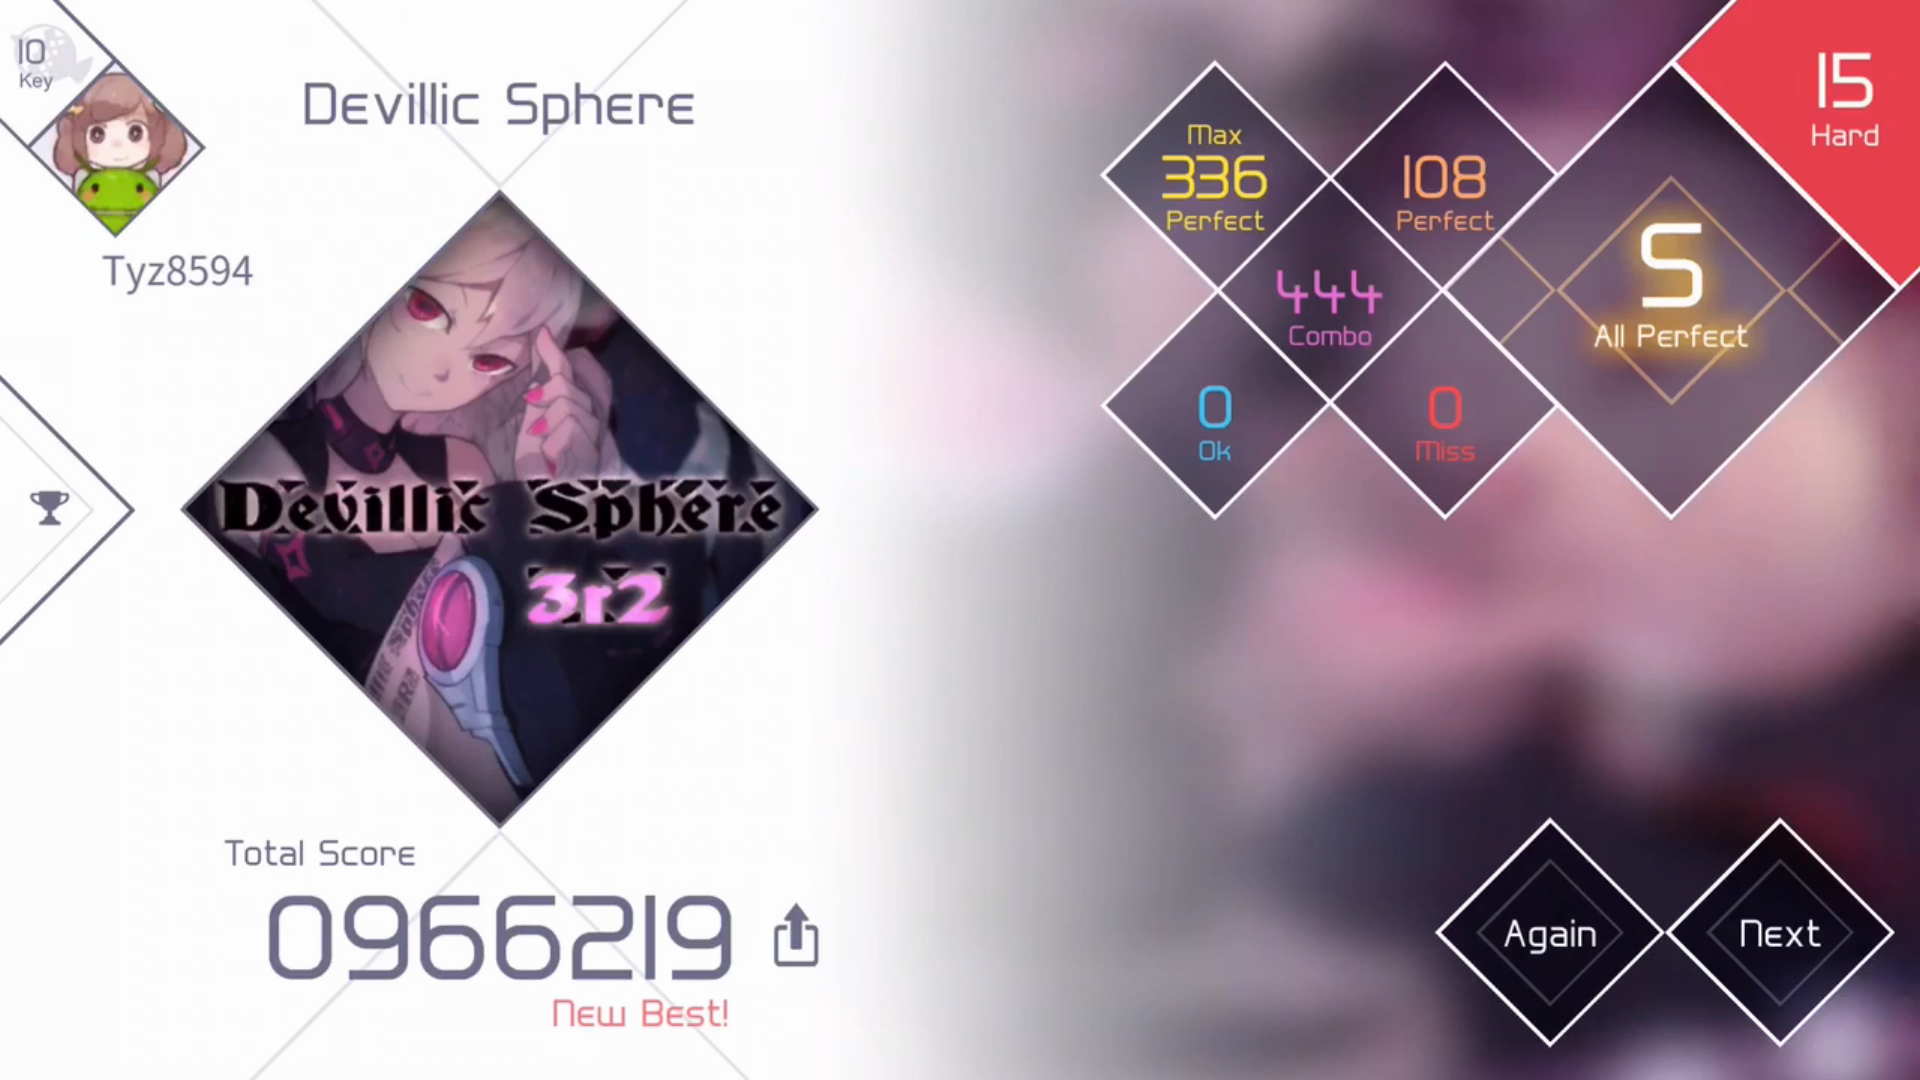 10
Key
Tyz8594
Devillic Sphere
Devillic Sphere
3r2
Total Score
0966219
New Best!
Max
336
Perfect
108
Perfect
444
Combo
0
Ok
0
Miss
S
All Perfect
15
Hard
Again
Next